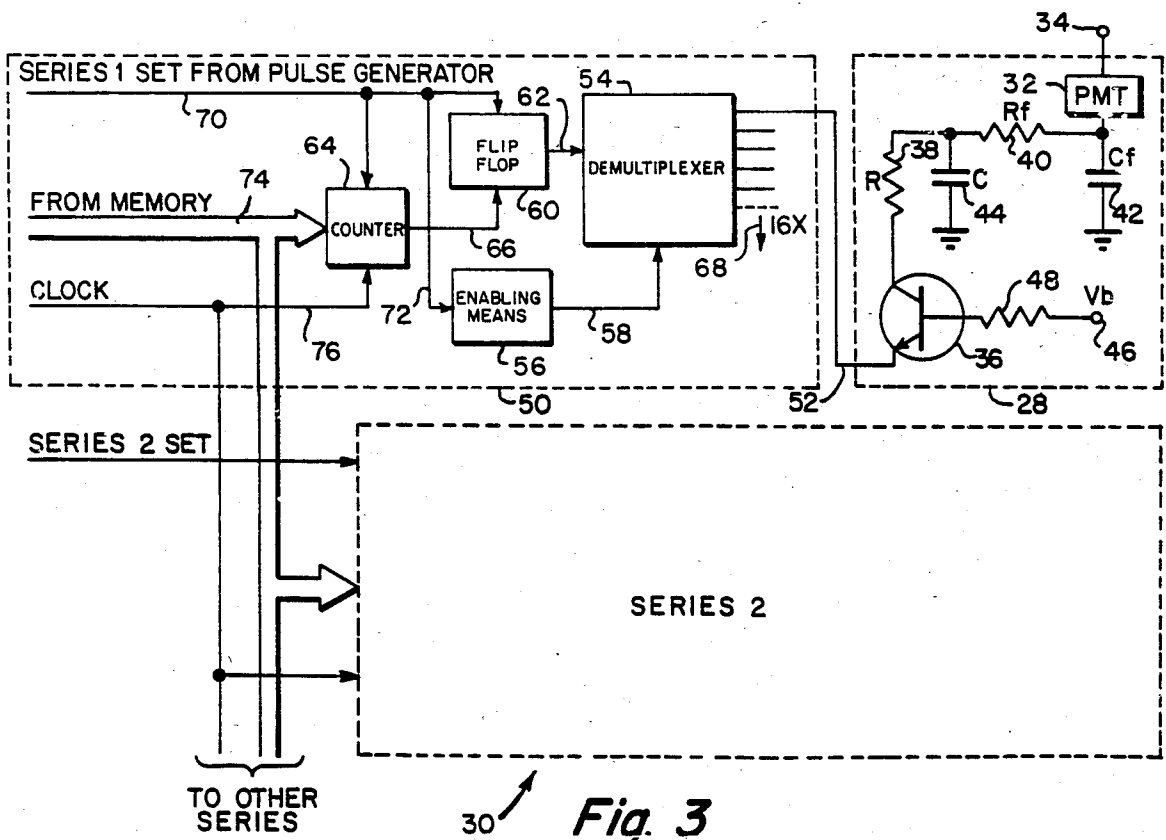 34
SERIES 1 SET FROM PULSE GENERATOR
54
32
PMT
70
62
Rf
64
FLIP
FLOP
DEMULTIPLEXER
38
40
Cf
FROM MEMORY
74
COUNTER
60
R
C
44
42
66
68
16X
CLOCK
72
ENABLING
MEANS
58
48
Vb
76
56
36
46
50
52
28
SERIES 2 SET
SERIES 2
TO OTHER
SERIES
30
Fig. 3